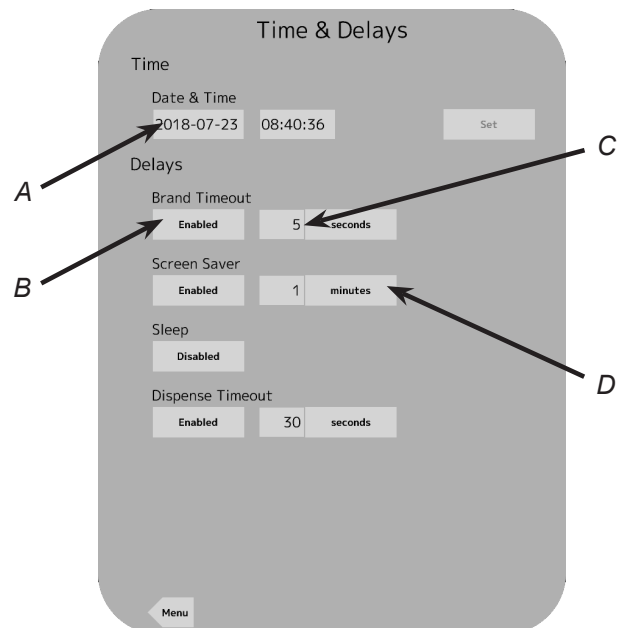 Time & Delays
Time
Date & Time
2018-07-23 08:40:36 Set
C
A
Delays
Brand Timeout
Enabled 5 seconds
B
Screen Saver
Enabled 1 minutes
Sleep
Disabled
D
Dispense Timeout
Enabled 30 seconds
Menu